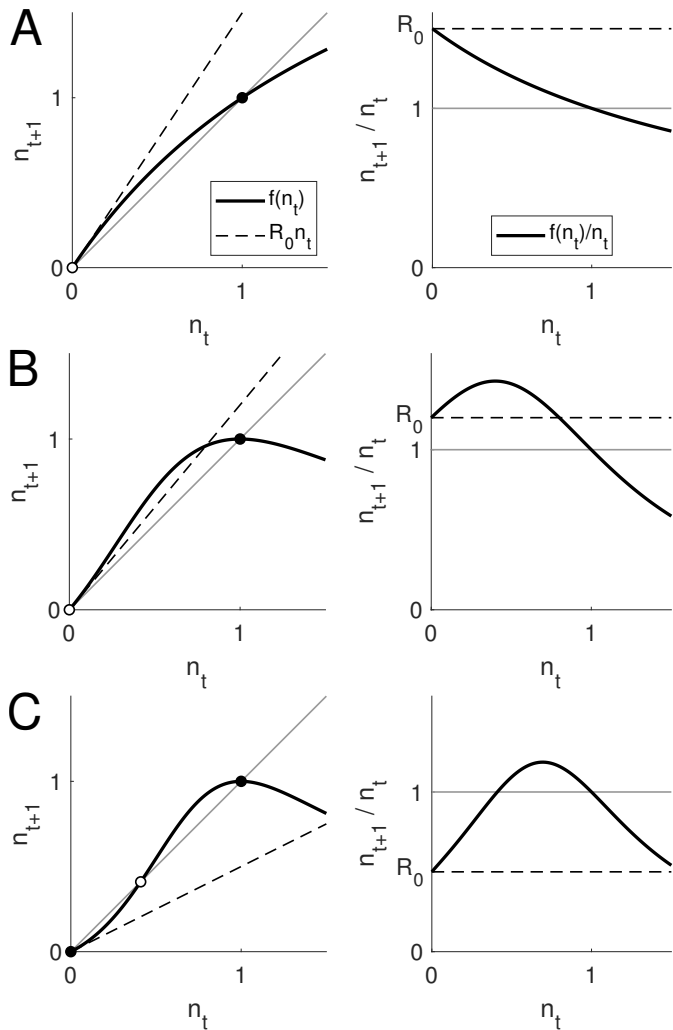 A
n_{t+1}
1
0
0
1
n_t
f(n_t)
R_0n_t
n_{t+1} / n_t
R_0
1
0
0
1
n_t
f(n_t)/n_t
B
n_{t+1}
1
0
0
1
n_t
n_{t+1} / n_t
R_0
1
0
0
1
n_t
C
n_{t+1}
1
0
0
1
n_t
n_{t+1} / n_t
1
R_0
0
0
1
n_t